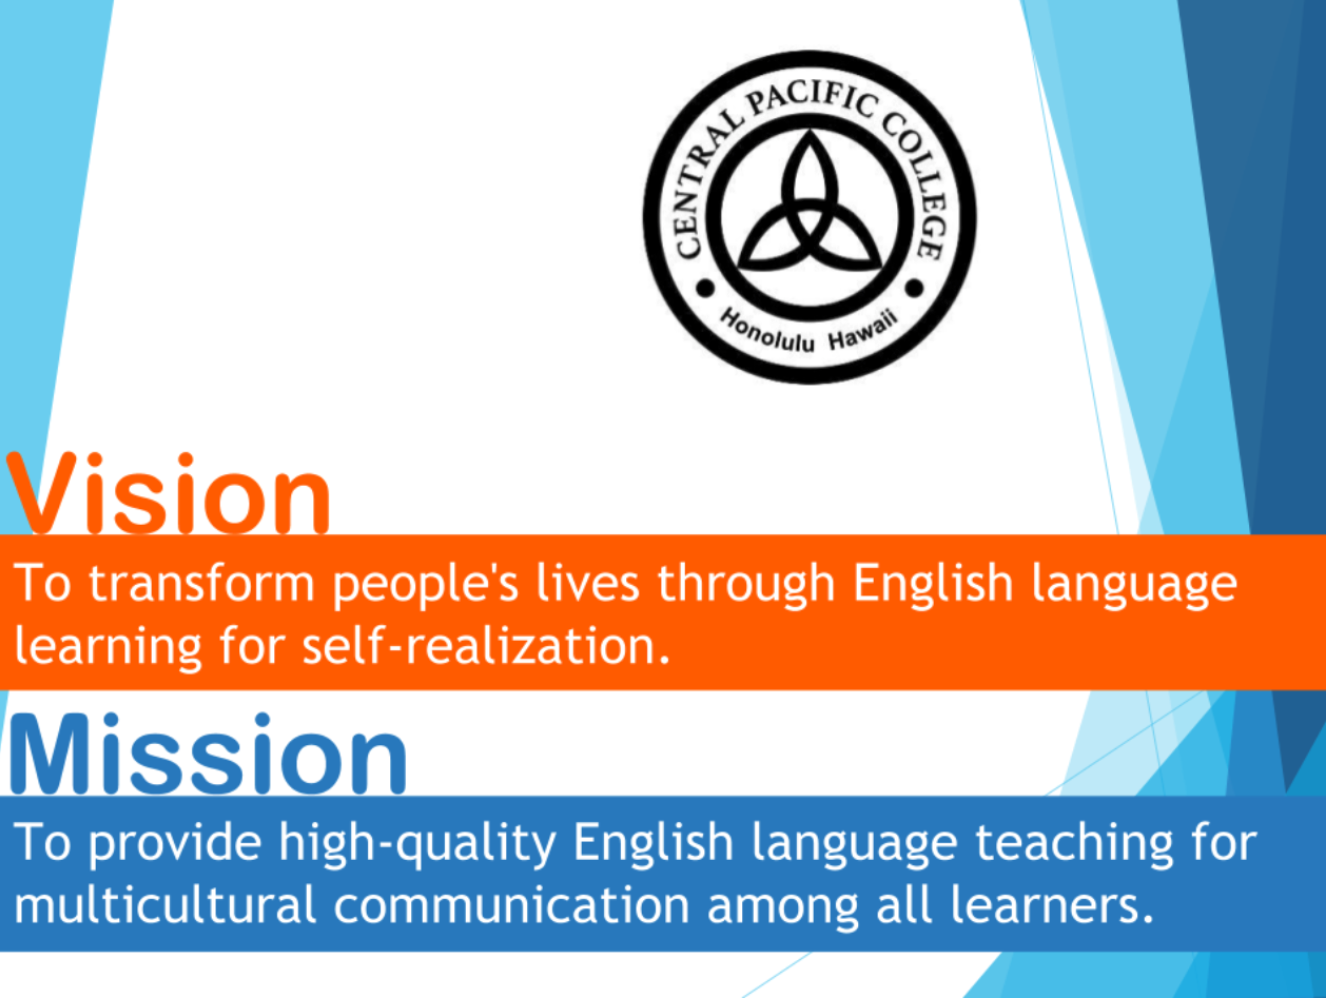 CENTRAL PACIFIC COLLEGE
Honolulu Hawaii
Vision
To transform people's lives through English language
learning for self-realization.
Mission
To provide high-quality English language teaching for
multicultural communication among all learners.